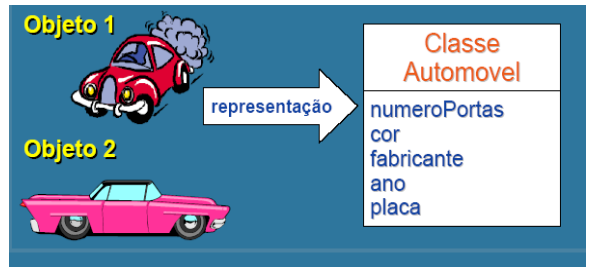 Objeto 1
Objeto 2
representação
Classe
Automovel
numeroPortas
cor
fabricante
ano
placa